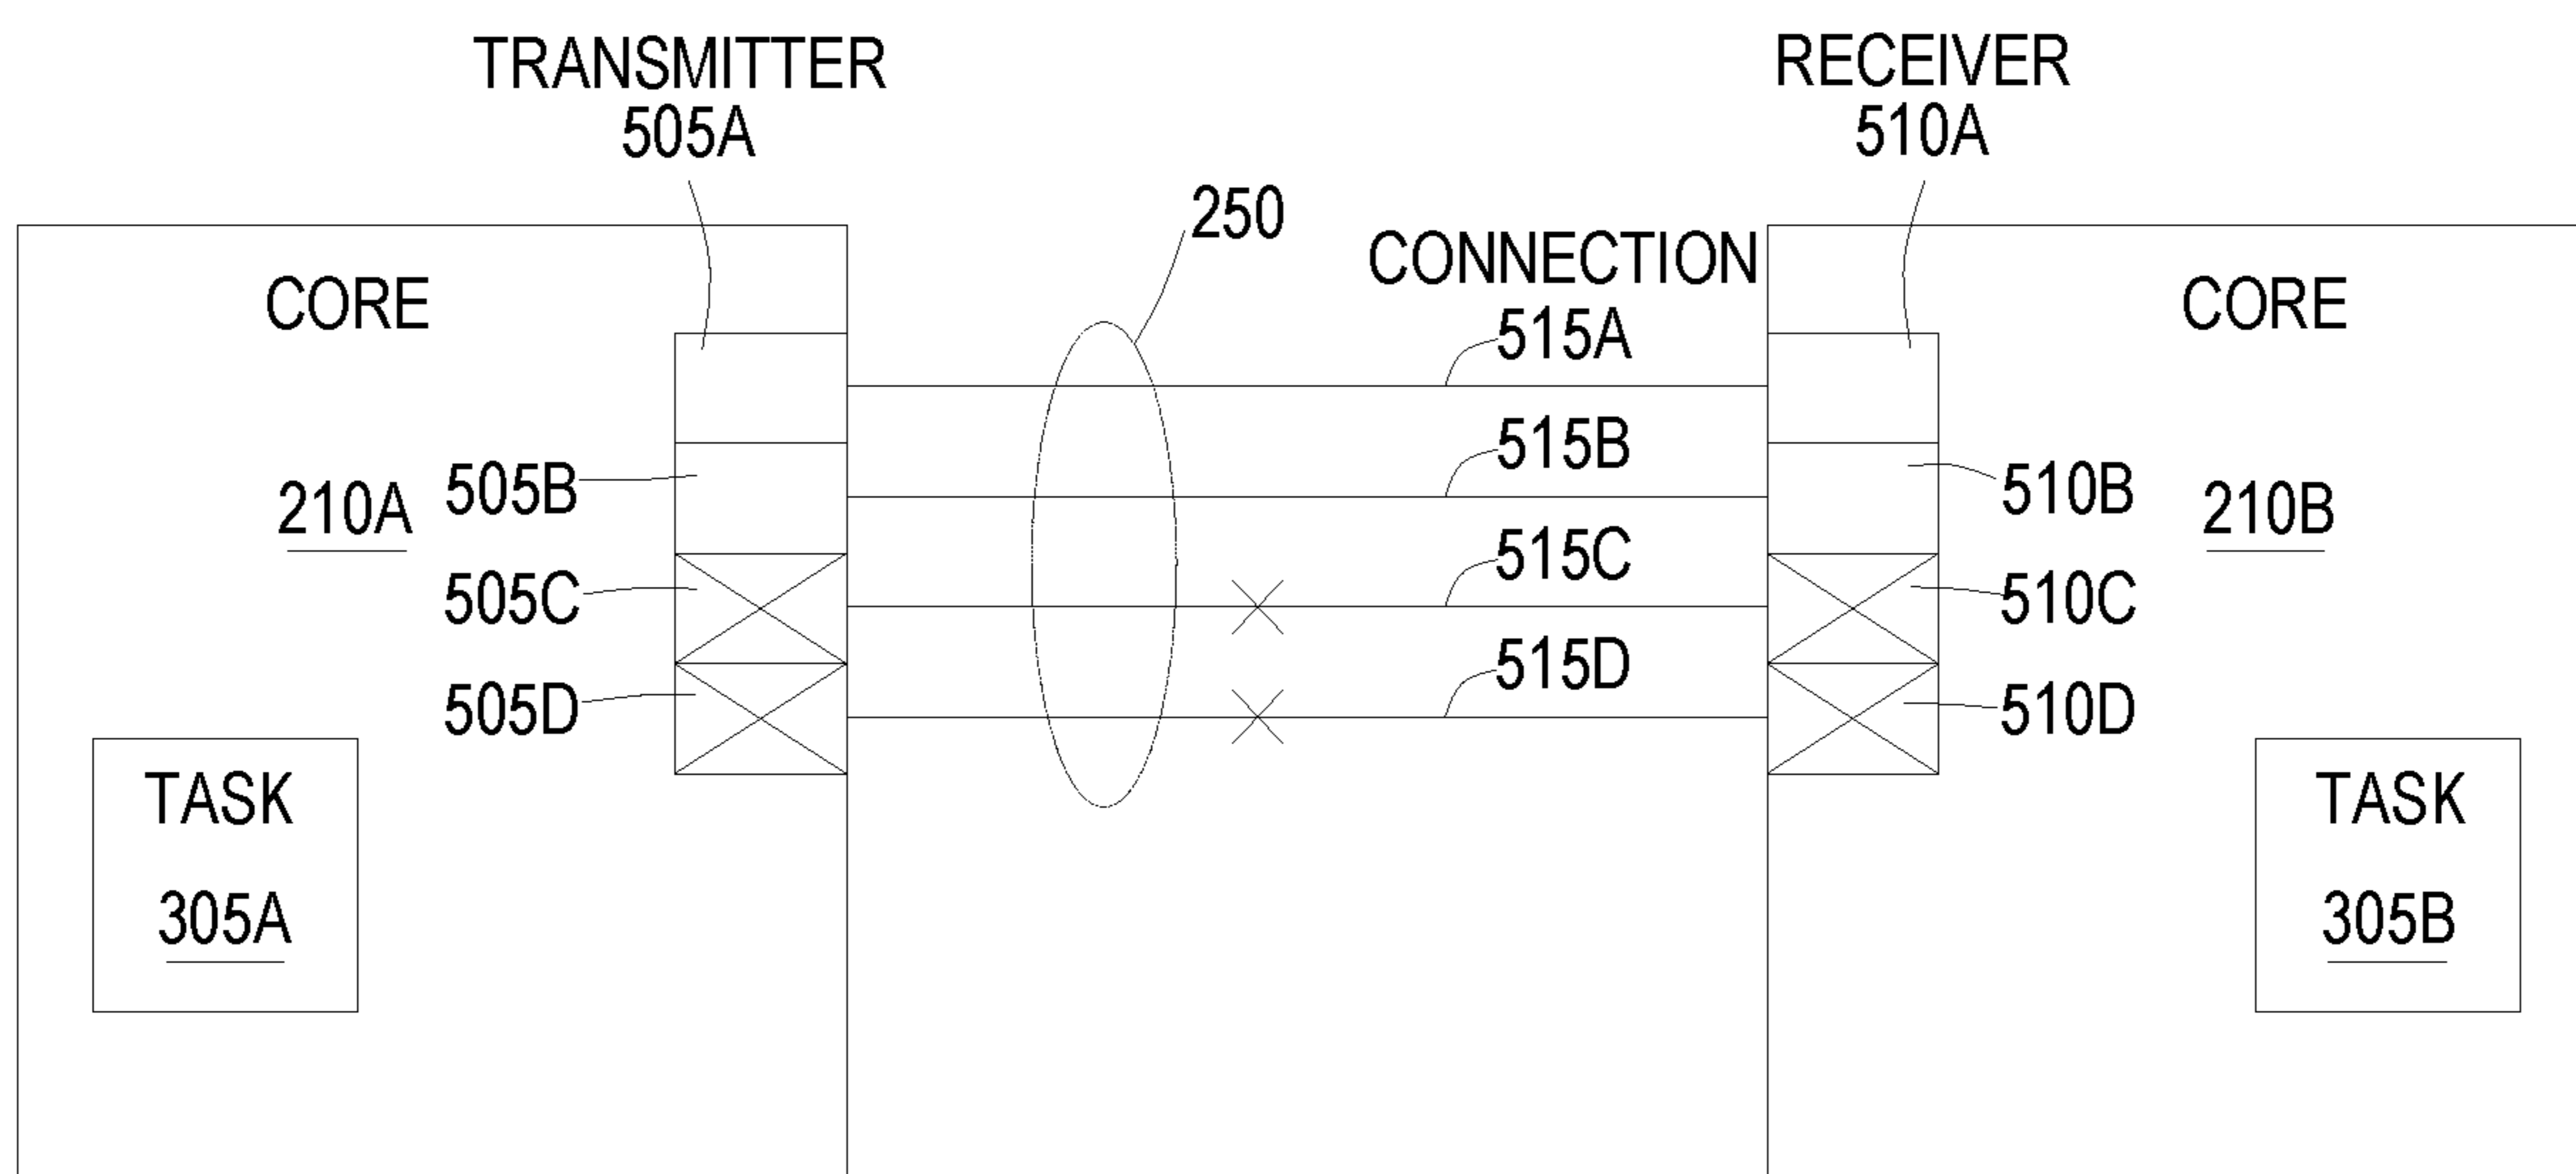 TRANSMITTER
505A
RECEIVER
510A
250
CONNECTION
CORE
CORE
515A
515B
505B
210A
510B
210B
515C
505C
510C
515D
505D
510D
TASK
305A
TASK
305B